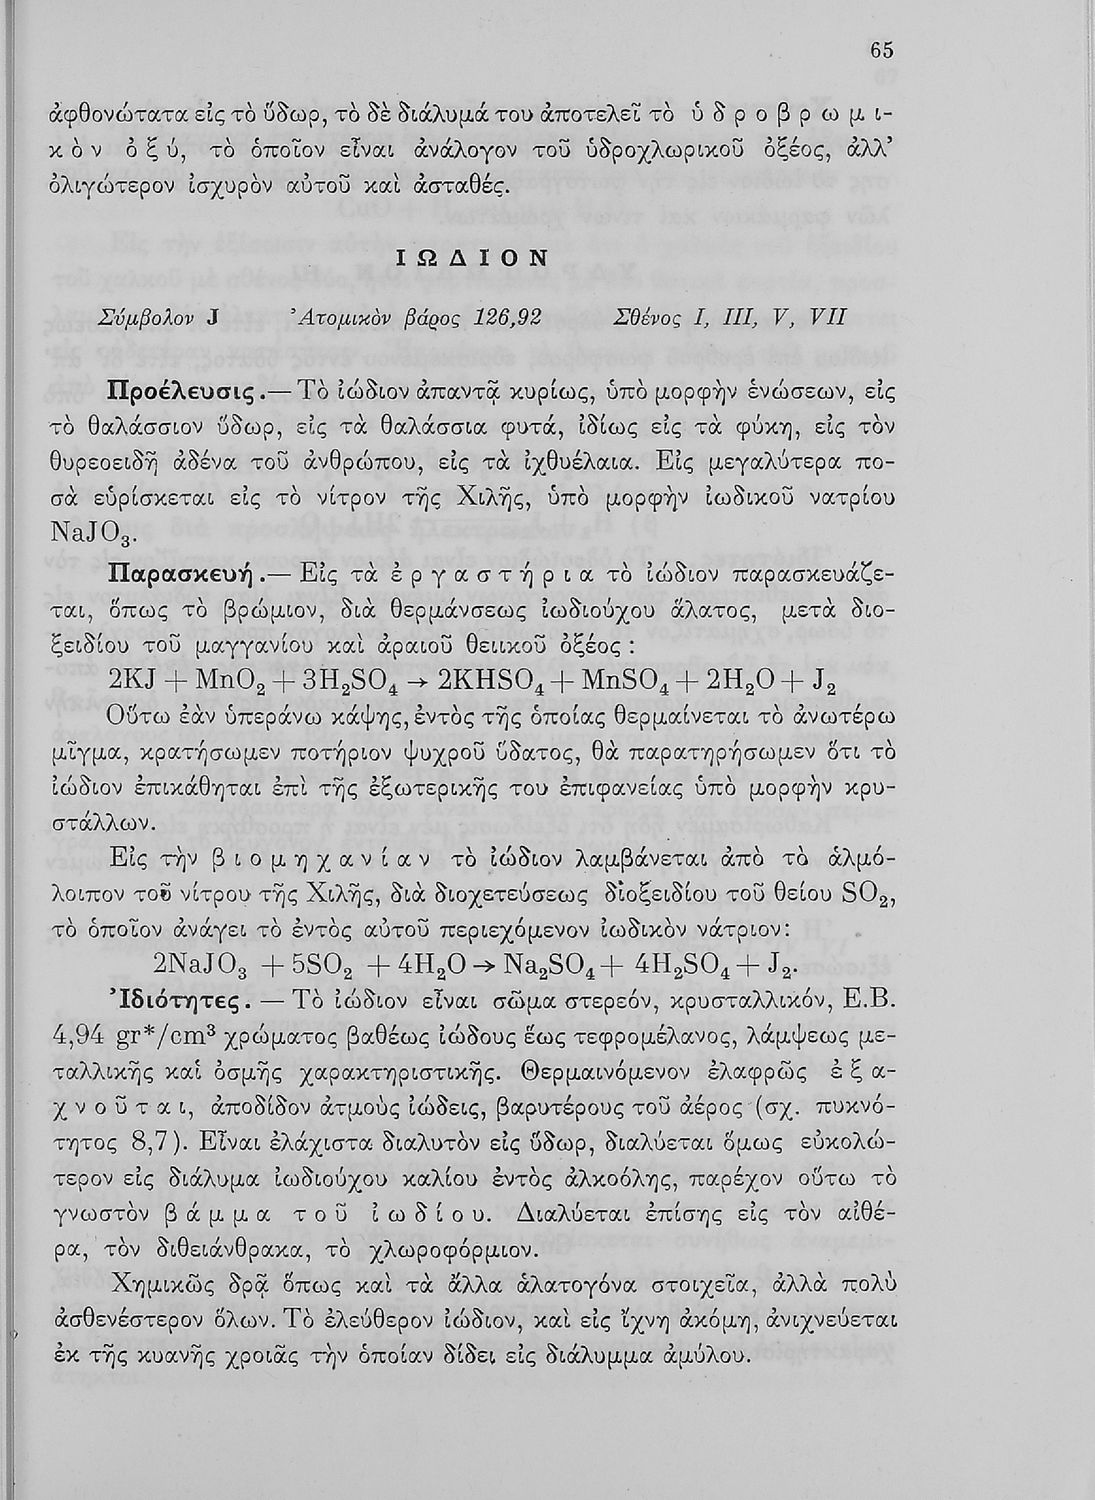 65
ἀφθονώτατα εἰς τὸ ὕδωρ, τὸ δὲ διάλυμά του ἀποτελεῖ τὸ ὑ δ ρ ο β ρ ω μ ι-
κ ὸ ν ὀ ξ ύ, τὸ ὁποῖον εἶναι ἀνάλογον τοῦ ὑδροχλωρικοῦ ὀξέος, ἀλλ’
ὀλιγώτερον ἰσχυρὸν αὐτοῦ καὶ ἀσταθές.
Ι Ω Δ Ι Ο Ν
Σύμβολον J Ἀτομικὸν βάρος 126,92 Σθένος I, III, V, VII
Προέλευσις.— Τὸ ἰώδιον ἀπαντᾷ κυρίως, ὑπὸ μορφὴν ἑνώσεων, εἰς
τὸ θαλάσσιον ὕδωρ, εἰς τὰ θαλάσσια φυτά, ἰδίως εἰς τὰ φύκη, εἰς τὸν
θυρεοειδῆ ἀδένα τοῦ ἀνθρώπου, εἰς τὰ ἰχθυέλαια. Εἰς μεγαλύτερα πο-
σὰ εὑρίσκεται εἰς τὸ νίτρον τῆς Χιλῆς, ὑπὸ μορφὴν ἰωδικοῦ νατρίου
NaJO₃.
Παρασκευή.— Εἰς τὰ ἐ ρ γ α σ τ ή ρ ι α τὸ ἰώδιον παρασκευάζε-
ται, ὅπως τὸ βρώμιον, διὰ θερμάνσεως ἰωδιούχου ἅλατος, μετὰ διο-
ξειδίου τοῦ μαγγανίου καὶ ἀραιοῦ θειικοῦ ὀξέος :
2KJ + MnO₂ + 3H₂SO₄ → 2KHSO₄ + MnSO₄ + 2H₂O + J₂
Οὕτω ἐὰν ὑπεράνω κάψης, ἐντὸς τῆς ὁποίας θερμαίνεται τὸ ἀνωτέρω
μῖγμα, κρατήσωμεν ποτήριον ψυχροῦ ὕδατος, θὰ παρατηρήσωμεν ὅτι τὸ
ἰώδιον ἐπικάθηται ἐπὶ τῆς ἐξωτερικῆς του ἐπιφανείας ὑπὸ μορφὴν κρυ-
στάλλων.
Εἰς τὴν β ι ο μ η χ α ν ί α ν τὸ ἰώδιον λαμβάνεται ἀπὸ τὸ ἁλμό-
λοιπον τοῦ νίτρου τῆς Χιλῆς, διὰ διοχετεύσεως διοξειδίου τοῦ θείου SO₂,
τὸ ὁποῖον ἀνάγει τὸ ἐντὸς αὐτοῦ περιεχόμενον ἰωδικὸν νάτριον:
2NaJO₃ + 5SO₂ + 4H₂O → Na₂SO₄ + 4H₂SO₄ + J₂.
Ἰδιότητες. — Τὸ ἰώδιον εἶναι σῶμα στερεόν, κρυσταλλικόν, Ε.Β.
4,94 gr*/cm³ χρώματος βαθέως ἰώδους ἕως τεφρομέλανος, λάμψεως με-
ταλλικῆς καὶ ὀσμῆς χαρακτηριστικῆς. Θερμαινόμενον ἐλαφρῶς ἐ ξ α-
χ ν ο ῦ τ α ι, ἀποδίδον ἀτμοὺς ἰώδεις, βαρυτέρους τοῦ ἀέρος (σχ. πυκνό-
τητος 8,7). Εἶναι ἐλάχιστα διαλυτὸν εἰς ὕδωρ, διαλύεται ὅμως εὐκολώ-
τερον εἰς διάλυμα ἰωδιούχου καλίου ἐντὸς ἀλκοόλης, παρέχον οὕτω τὸ
γνωστὸν β ά μ μ α τ ο ῦ ἰ ω δ ί ο υ. Διαλύεται ἐπίσης εἰς τὸν αἰθέ-
ρα, τὸν διθειάνθρακα, τὸ χλωροφόρμιον.
Χημικῶς δρᾷ ὅπως καὶ τὰ ἄλλα ἁλατογόνα στοιχεῖα, ἀλλὰ πολὺ
ἀσθενέστερον ὅλων. Τὸ ἐλεύθερον ἰώδιον, καὶ εἰς ἴχνη ἀκόμη, ἀνιχνεύεται
ἐκ τῆς κυανῆς χροιᾶς τὴν ὁποίαν δίδει εἰς διάλυμμα ἀμύλου.